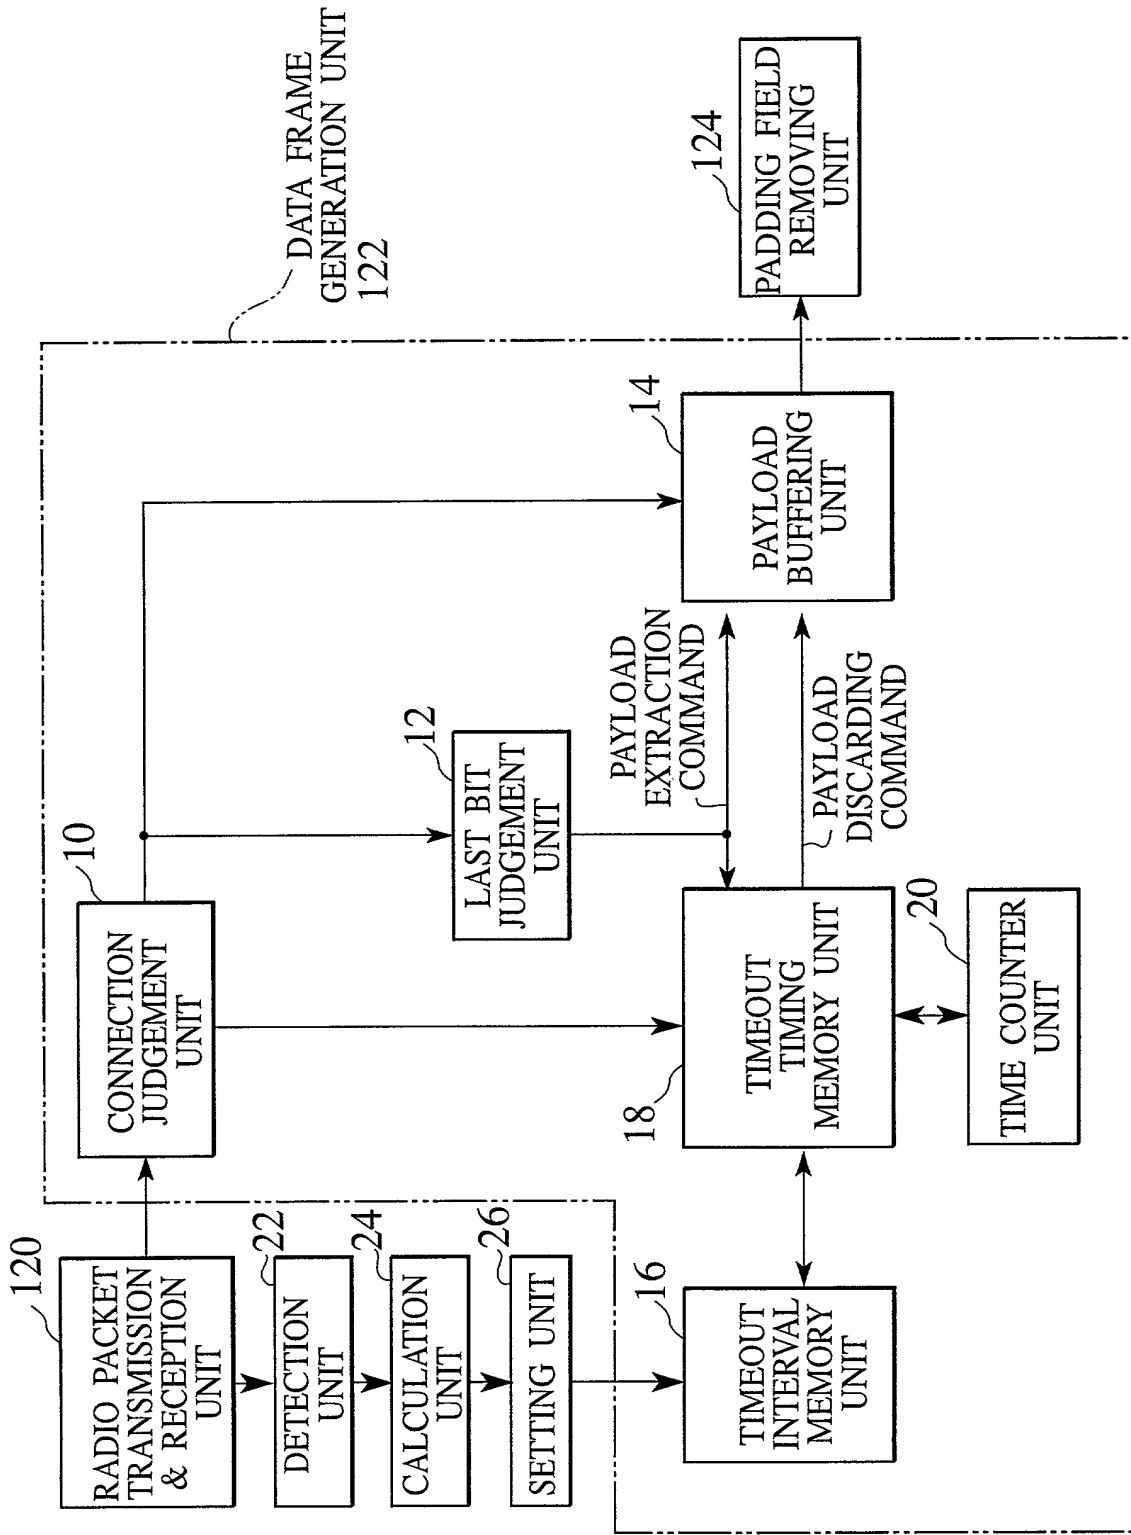 DATA FRAME
GENERATION UNIT
122
120
RADIO PACKET
TRANSMISSION
& RECEPTION
UNIT
10
CONNECTION
JUDGEMENT
UNIT
22
DETECTION
UNIT
24
CALCULATION
UNIT
26
SETTING UNIT
12
LAST BIT
JUDGEMENT
UNIT
14
PAYLOAD
BUFFERING
UNIT
124
PADDING FIELD
REMOVING
UNIT
PAYLOAD
EXTRACTION
COMMAND
PAYLOAD
DISCARDING
COMMAND
16
TIMEOUT
INTERVAL
MEMORY
UNIT
18
TIMEOUT
TIMING
MEMORY UNIT
20
TIME COUNTER
UNIT